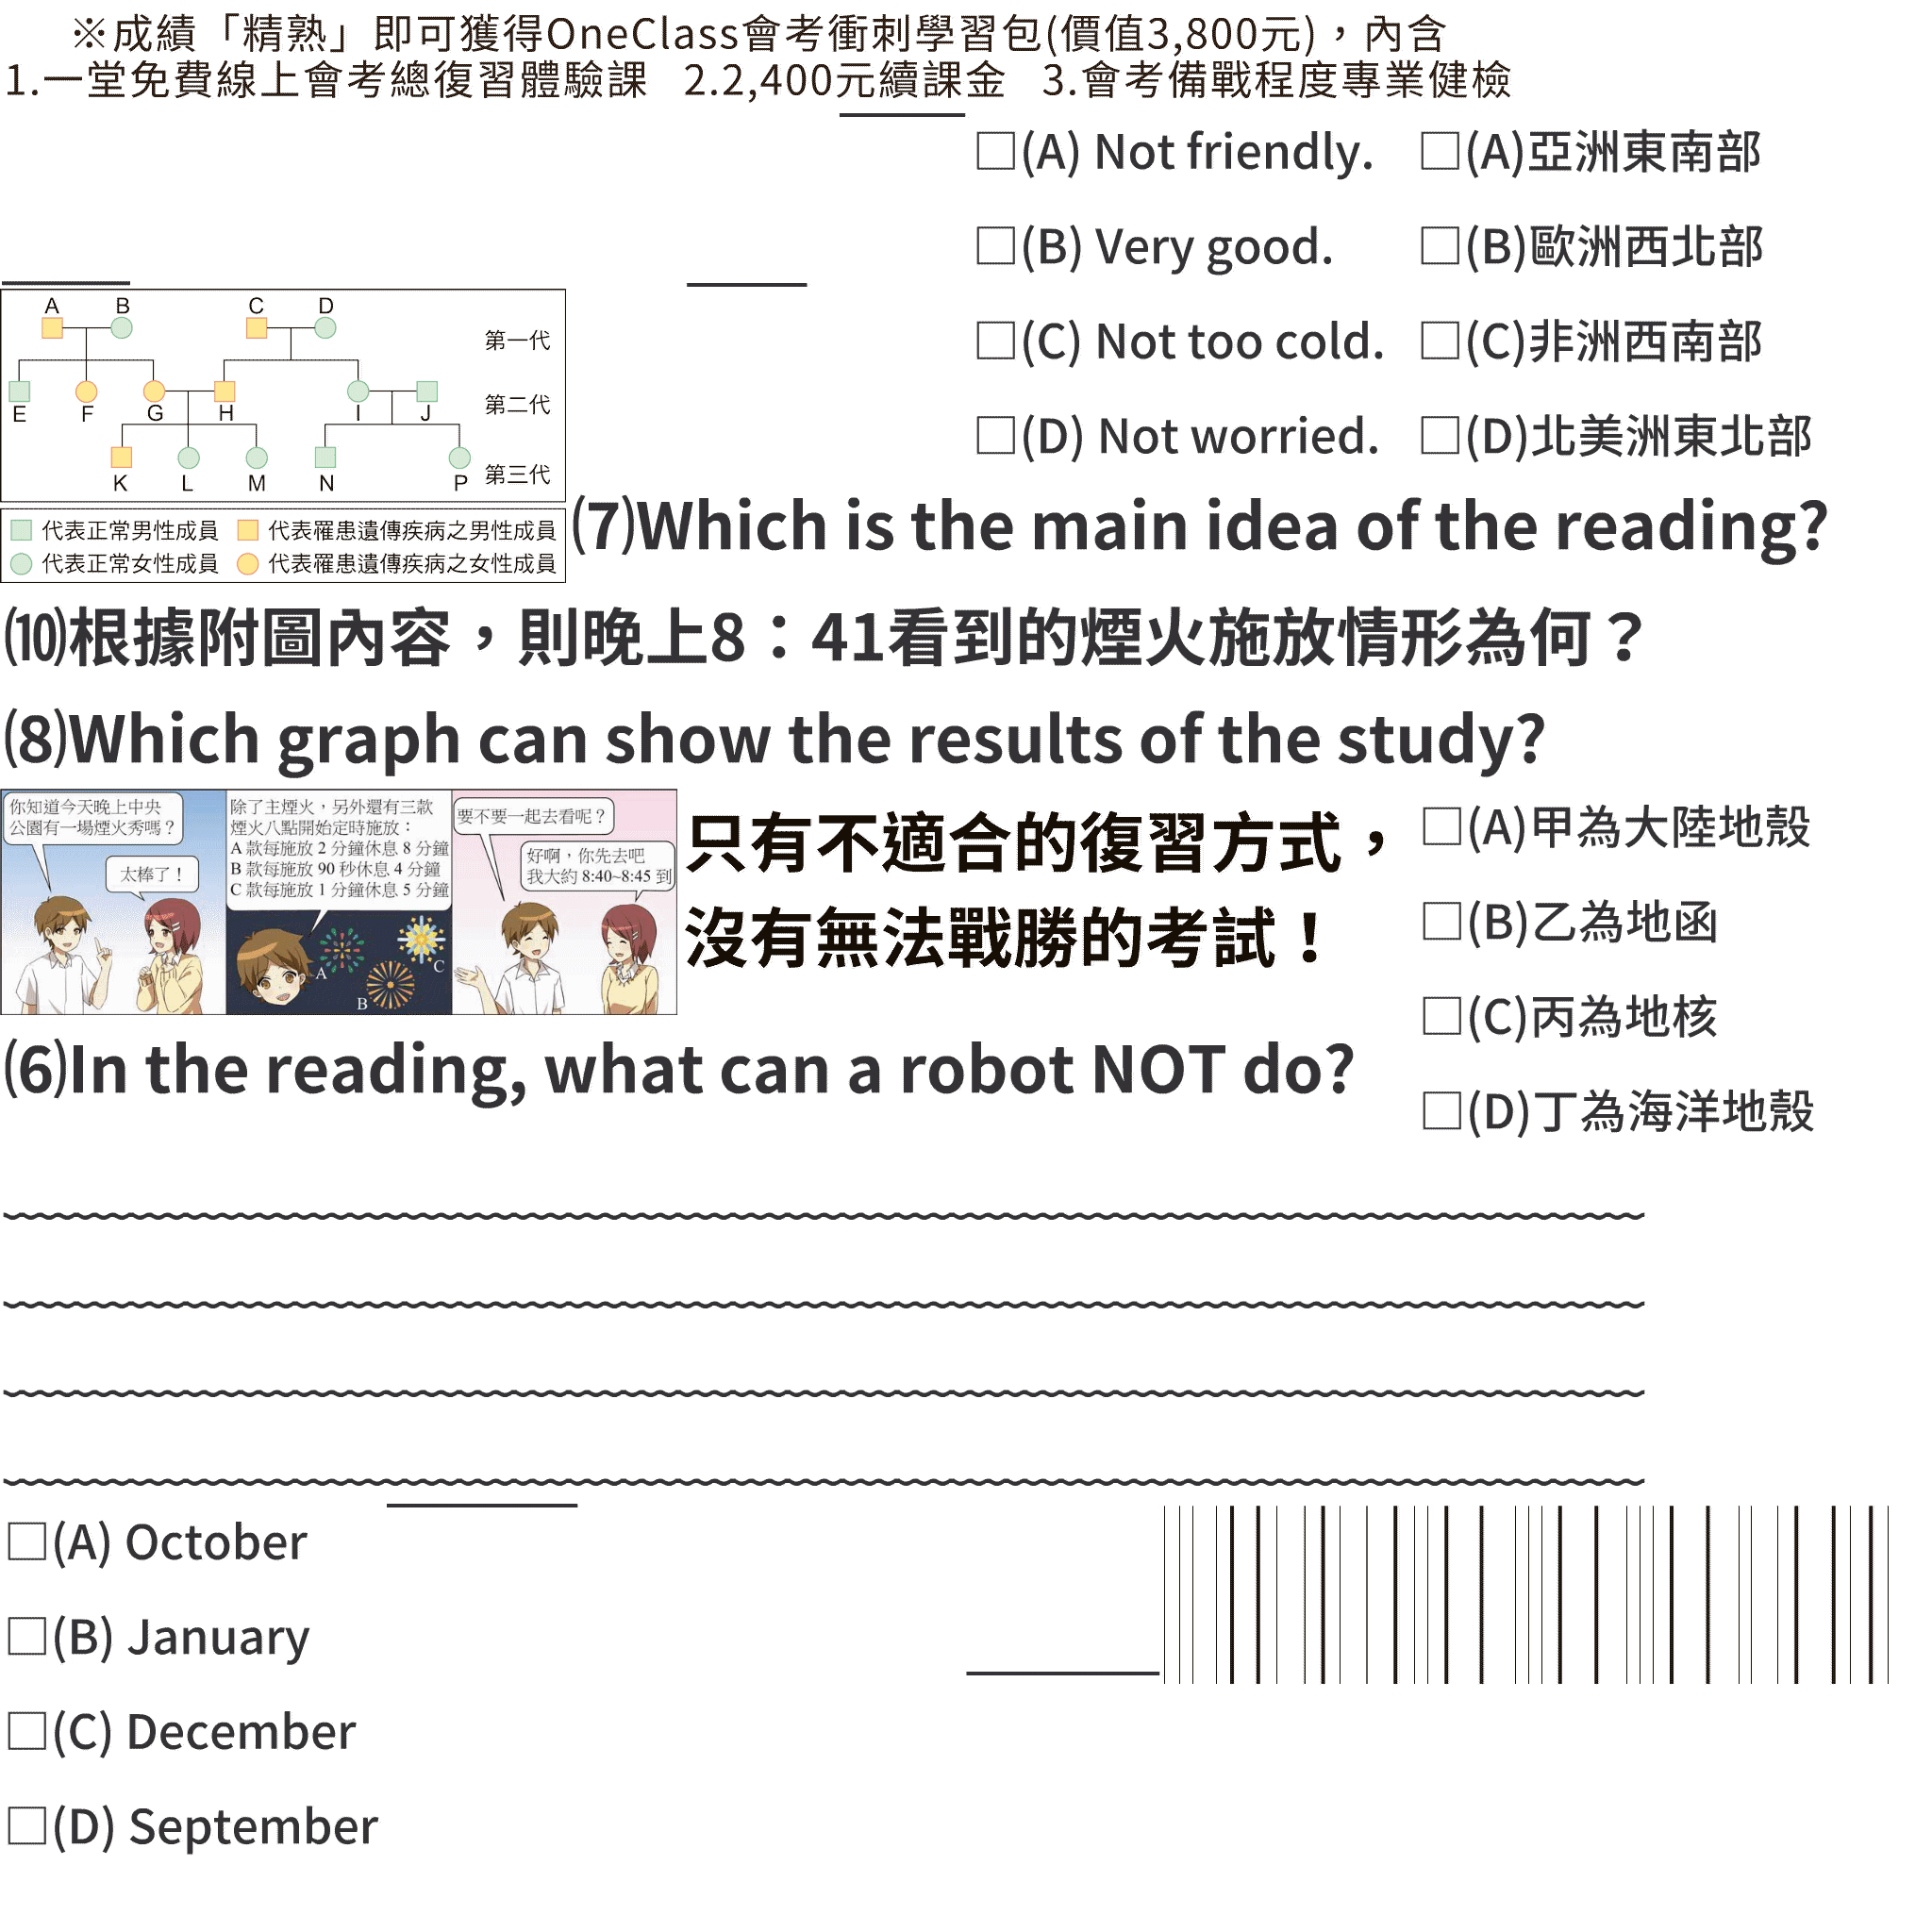 ※成績「精熟」即可獲得OneClass會考衝刺學習包(價值3,800元)，內含
1.一堂免費線上會考總復習體驗課 2.2,400元續課金 3.會考備戰程度專業健檢
□(A) Not friendly.
□(B) Very good.
□(C) Not too cold.
□(D) Not worried.
□(A)亞洲東南部
□(B)歐洲西北部
□(C)非洲西南部
□(D)北美洲東北部
A B C D
第一代
E F G H I J
第二代
K L M N P
第三代
代表正常男性成員 代表罹患遺傳疾病之男性成員
代表正常女性成員 代表罹患遺傳疾病之女性成員
(7)Which is the main idea of the reading?
(10)根據附圖內容，則晚上8：41看到的煙火施放情形為何？
(8)Which graph can show the results of the study?
你知道今天晚上中央
公園有一場煙火秀嗎？
太棒了！
除了主煙火，另外還有三款
煙火八點開始定時施放：
A 款每施放 2 分鐘休息 8 分鐘
B 款每施放 90 秒休息 4 分鐘
C 款每施放 1 分鐘休息 5 分鐘
A
B
C
要不要一起去看呢？
好啊，你先去吧
我大約 8:40~8:45 到
只有不適合的復習方式，
沒有無法戰勝的考試！
□(A)甲為大陸地殼
□(B)乙為地函
□(C)丙為地核
□(D)丁為海洋地殼
(6)In the reading, what can a robot NOT do?
□(A) October
□(B) January
□(C) December
□(D) September